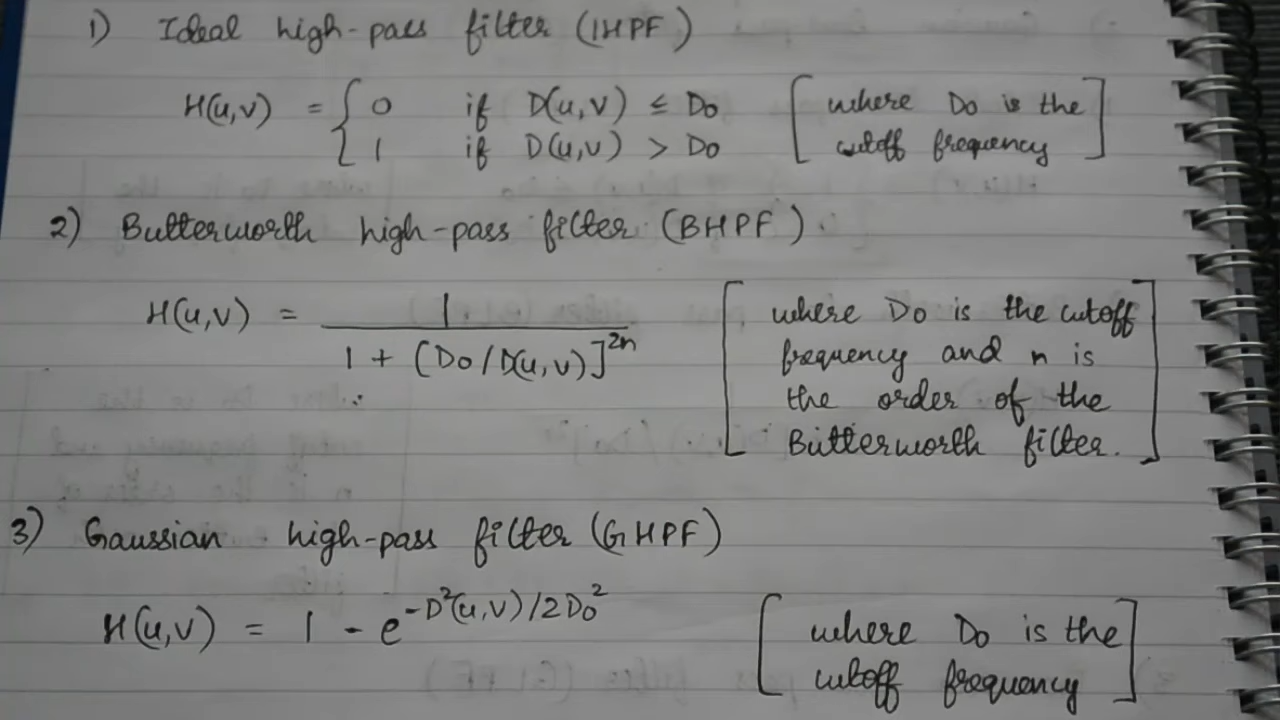 1) Ideal high-pass filter (IHPF)
H(u,v) = { 0 if D(u,v) ≤ Do
1 if D(u,v) > Do
[where Do is the
cutoff frequency]
2) Butterworth high-pass filter (BHPF).
H(u,v) = 1
1 + [Do/D(u,v)]^2n
[where Do is the cutoff
frequency and n is
the order of the
Butterworth filter.]
3) Gaussian high-pass filter (GHPF)
H(u,v) = 1 - e^-D²(u,v)/2Do²
[where Do is the
cutoff frequency]